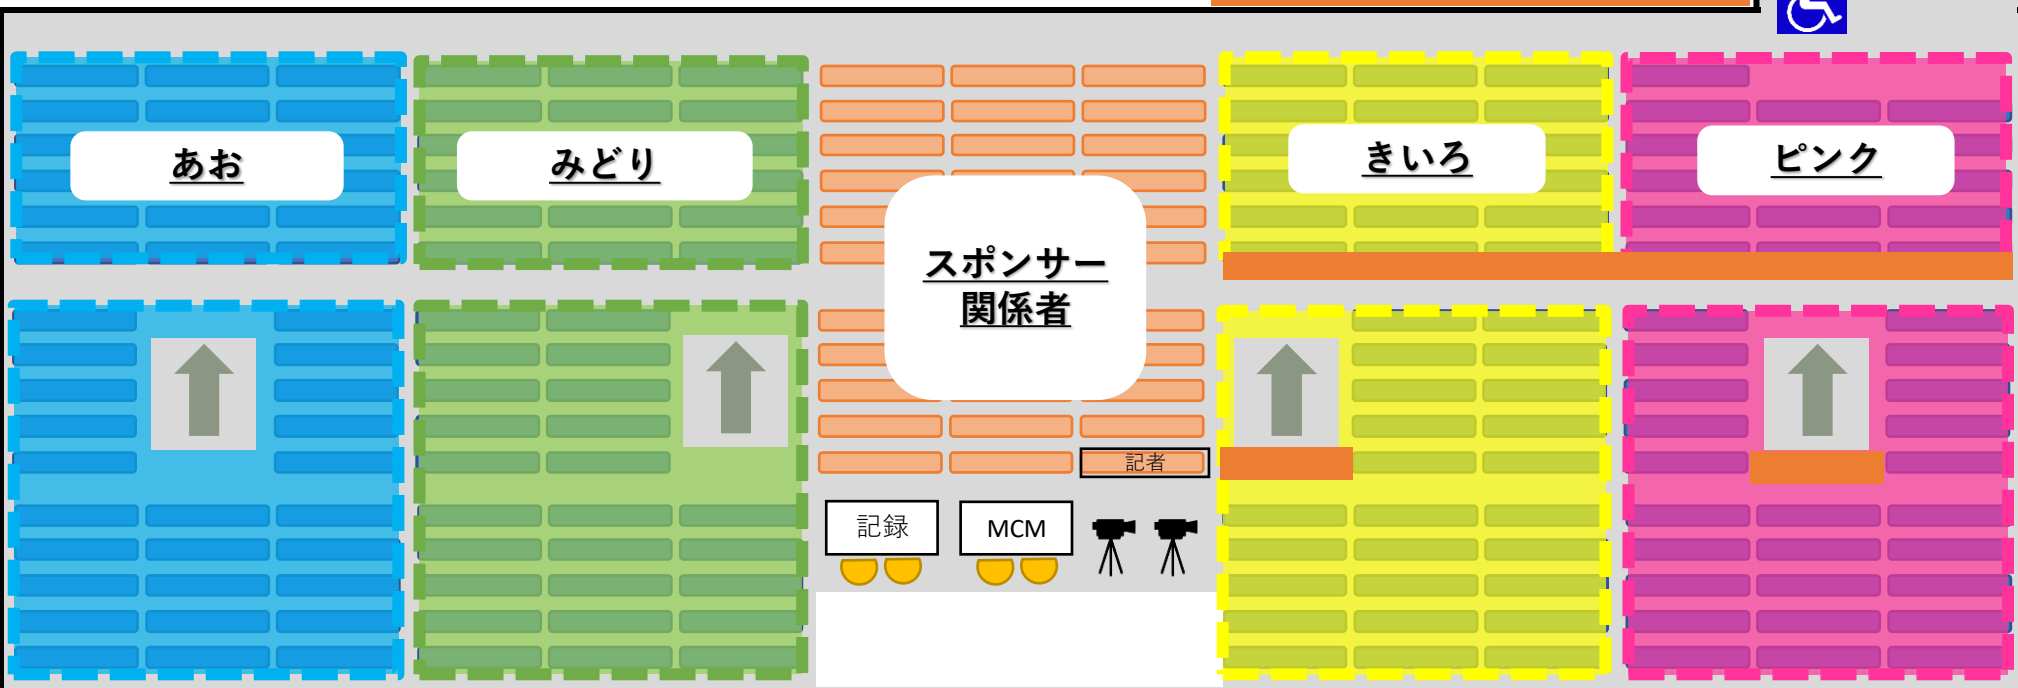 あお
みどり
きいろ
ピンク
スポンサー
関係者
記者
記録
MCM